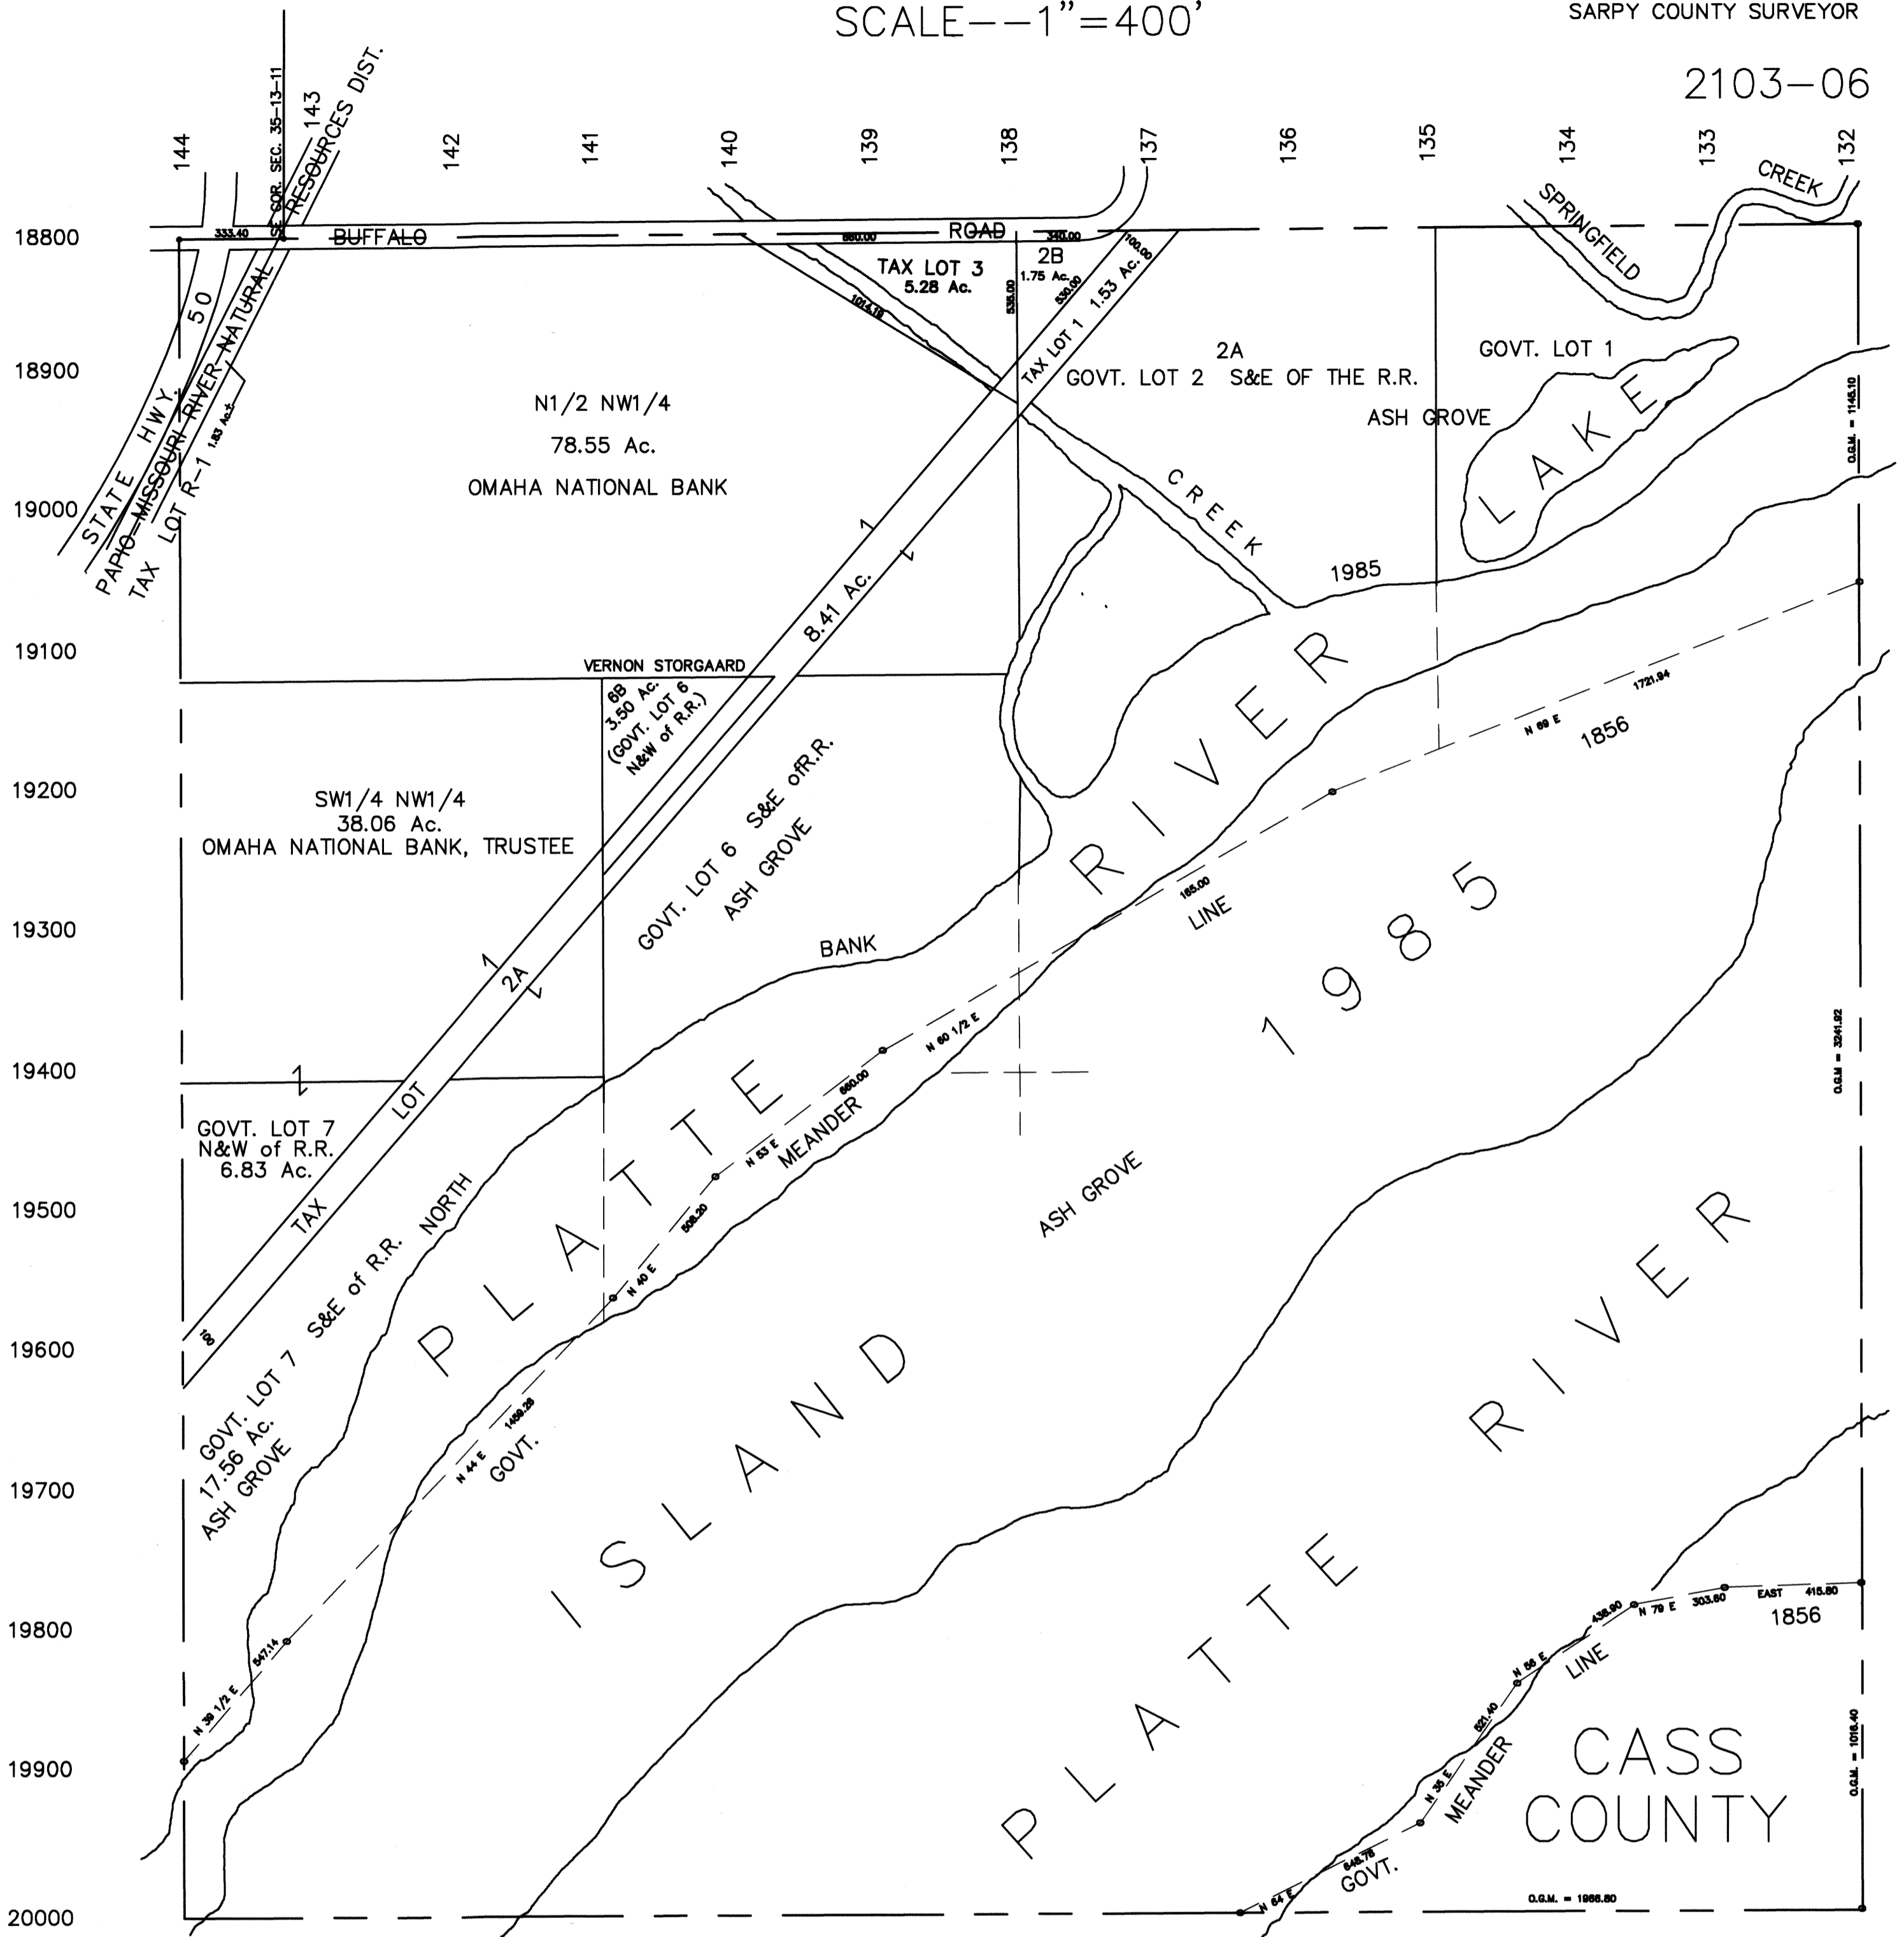 SCALE--1"=400'
SARPY COUNTY SURVEYOR
2103-06
144
SE COR. SEC. 35-13-11
143
142
141
140
139
138
137
136
135
134
133
132
18800
18900
19000
19100
19200
19300
19400
19500
19600
19700
19800
19900
20000
333.40
BUFFALO
ROAD
660.00
340.00
100.00
STATE HWY. 50
PAPIO-MISSOURI RIVER NATURAL RESOURCES DIST.
TAX LOT R-1 1.83 Ac.±
TAX LOT 3
5.28 Ac.
2B
1.75 Ac.
535.00
530.00
1014.19
TAX LOT 1 1.53 Ac.
SPRINGFIELD
CREEK
2A
GOVT. LOT 2 S&E OF THE R.R.
ASH GROVE
GOVT. LOT 1
LAKE
O.G.M. = 1145.10
N1/2 NW1/4
78.55 Ac.
OMAHA NATIONAL BANK
CREEK
1985
8.41 Ac.
VERNON STORGAARD
6B
3.50 Ac.
(GOVT. LOT 6
N&W of R.R.)
SW1/4 NW1/4
38.06 Ac.
OMAHA NATIONAL BANK, TRUSTEE
GOVT. LOT 6 S&E ofR.R.
ASH GROVE
BANK
RIVER
1721.94
N 69 E
1856
165.00
LINE
1985
N 60 1/2 E
O.G.M = 3241.92
2A
LOT
TAX
100
GOVT. LOT 7
N&W of R.R.
6.83 Ac.
GOVT. LOT 7 S&E of R.R.
17.56 Ac.
ASH GROVE
NORTH
PLATTE
660.00
N 53 E
MEANDER
508.20
N 40 E
1459.26
N 44 E
GOVT.
547.14
N 39 1/2 E
ISLAND
ASH GROVE
PLATTE
RIVER
EAST 415.80
303.60
N 79 E
1856
436.90
N 56 E
LINE
521.40
N 35 E
MEANDER
GOVT.
N 64 E
CASS
COUNTY
O.G.M. = 1016.40
O.G.M. = 1966.80